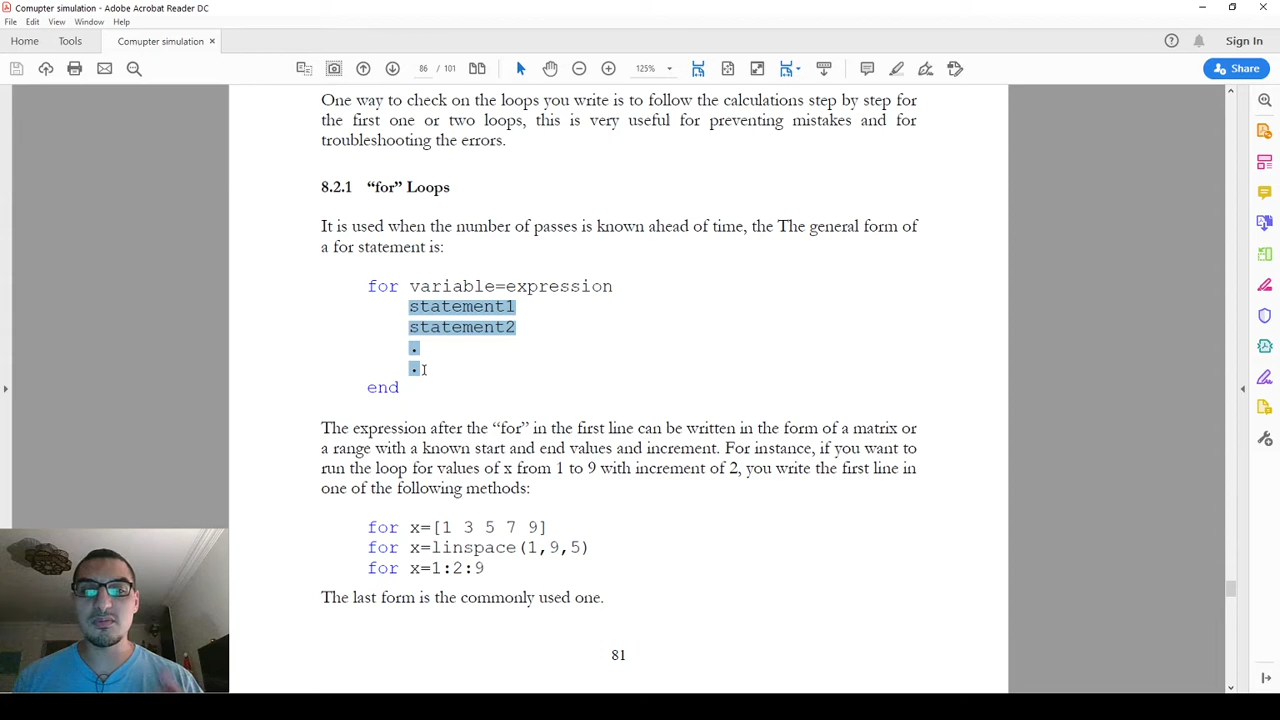 Comupter simulation - Adobe Acrobat Reader DC
File Edit View Window Help
Home Tools Comupter simulation × Sign In
86 / 101 125% Share
One way to check on the loops you write is to follow the calculations step by step for
the first one or two loops, this is very useful for preventing mistakes and for
troubleshooting the errors.
8.2.1 “for” Loops
It is used when the number of passes is known ahead of time, the The general form of
a for statement is:
for variable=expression
statement1
statement2
.
.
end
The expression after the “for” in the first line can be written in the form of a matrix or
a range with a known start and end values and increment. For instance, if you want to
run the loop for values of x from 1 to 9 with increment of 2, you write the first line in
one of the following methods:
for x=[1 3 5 7 9]
for x=linspace(1,9,5)
for x=1:2:9
The last form is the commonly used one.
81